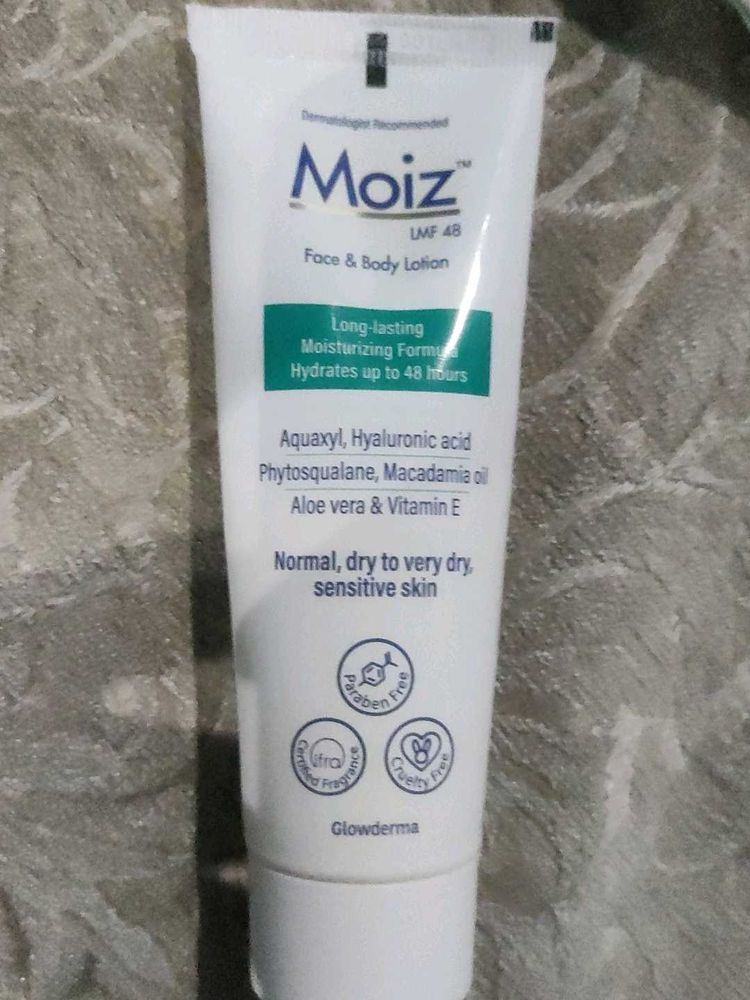 Dermatologist Recommended
Moiz™
LMF 48
Face & Body Lotion
Long-lasting
Moisturizing Formula
Hydrates up to 48 hours
Aquaxyl, Hyaluronic acid
Phytosqualane, Macadamia oil
Aloe vera & Vitamin E
Normal, dry to very dry,
sensitive skin
Paraben Free
ifra
Certified Fragrance
Cruelty Free
Glowderma